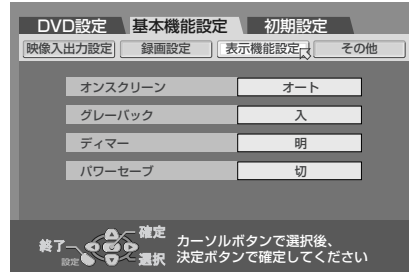 DVD設定 基本機能設定 初期設定
映像入出力設定 録画設定 表示機能設定 その他
オンスクリーン オート
グレーバック 入
ディマー 明
パワーセーブ 切
終了 設定 確定 選択
カーソルボタンで選択後、
決定ボタンで確定してください